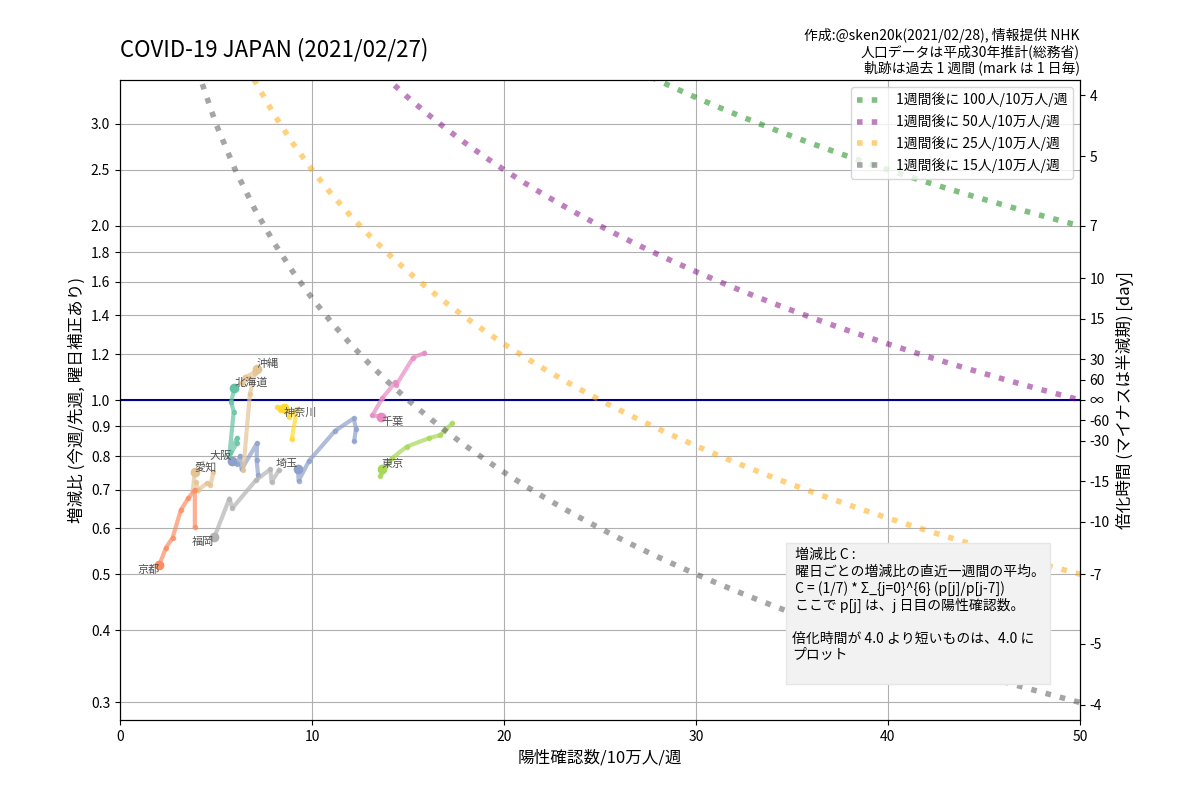 COVID-19 JAPAN (2021/02/27)
作成:@sken20k(2021/02/28), 情報提供 NHK
人口データは平成30年推計(総務省)
軌跡は過去 1 週間 (mark は 1 日毎)
1週間後に 100人/10万人/週
1週間後に 50人/10万人/週
1週間後に 25人/10万人/週
1週間後に 15人/10万人/週
増減比 (今週/先週, 曜日補正あり)
3.0
2.5
2.0
1.8
1.6
1.4
1.2
1.0
0.9
0.8
0.7
0.6
0.5
0.4
0.3
沖縄
北海道
神奈川
千葉
大阪
愛知
埼玉
東京
福岡
京都
4
5
7
10
15
30
60
∞
-60
-30
-15
-10
-7
-5
-4
倍化時間 (マイナスは半減期) [day]
増減比 C :
曜日ごとの増減比の直近一週間の平均。
C = (1/7) * Σ_{j=0}^{6} (p[j]/p[j-7])
ここで p[j] は、j 日目の陽性確認数。
倍化時間が 4.0 より短いものは、4.0 に
プロット
0
10
20
30
40
50
陽性確認数/10万人/週